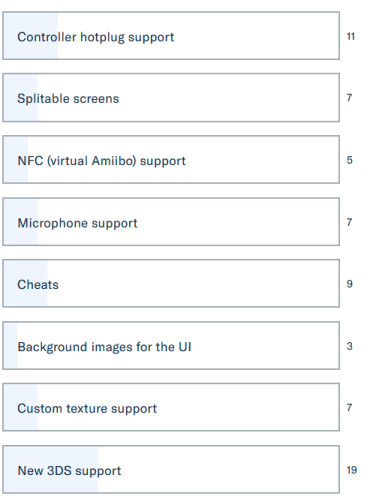 Controller hotplug support 11
Splitable screens 7
NFC (virtual Amiibo) support 5
Microphone support 7
Cheats 9
Background images for the UI 3
Custom texture support 7
New 3DS support 19